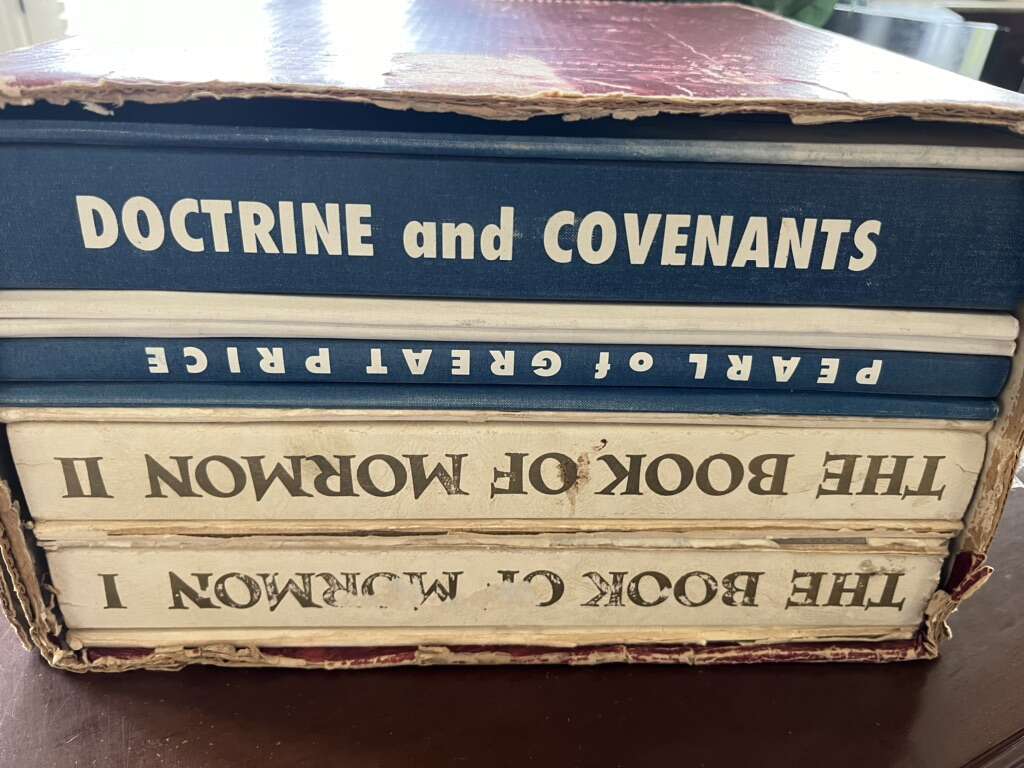 DOCTRINE and COVENANTS
PEARL of GREAT PRICE
THE BOOK OF MORMON II
THE BOOK OF MORMON I